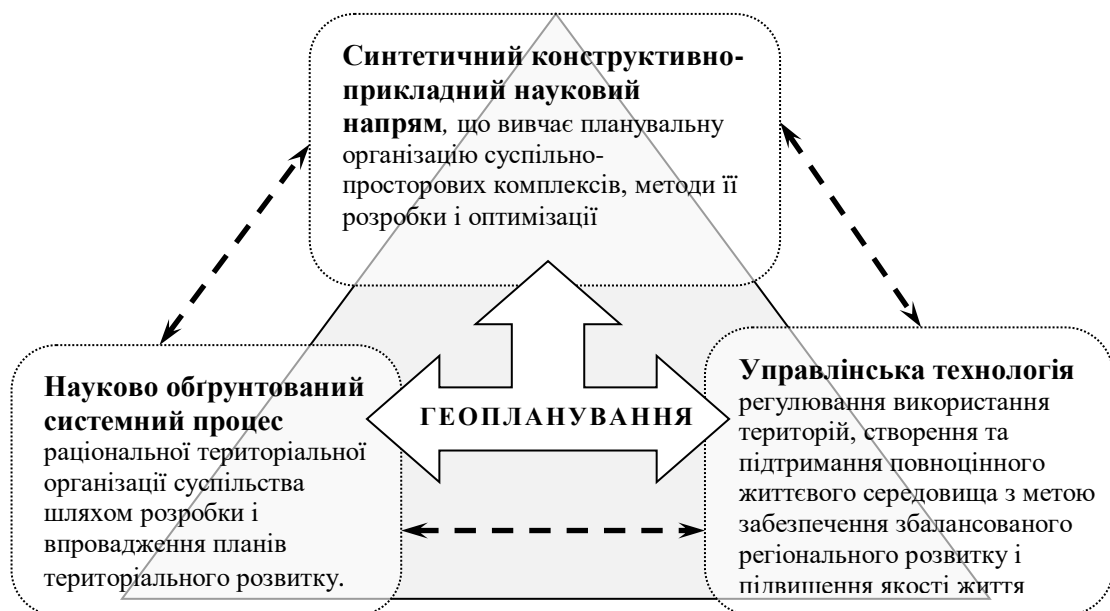 Синтетичний конструктивно-
прикладний науковий
напрям, що вивчає планувальну
організацію суспільно-
просторових комплексів, методи її
розробки і оптимізації
Науково обґрунтований
системний процес
раціональної територіальної
організації суспільства
шляхом розробки і
впровадження планів
територіального розвитку.
ГЕОПЛАНУВАННЯ
Управлінська технологія
регулювання використання
територій, створення та
підтримання повноцінного
життєвого середовища з метою
забезпечення збалансованого
регіонального розвитку і
підвищення якості життя